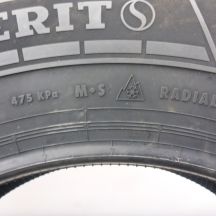 ERIT S
475 kPa M+S RADIAL